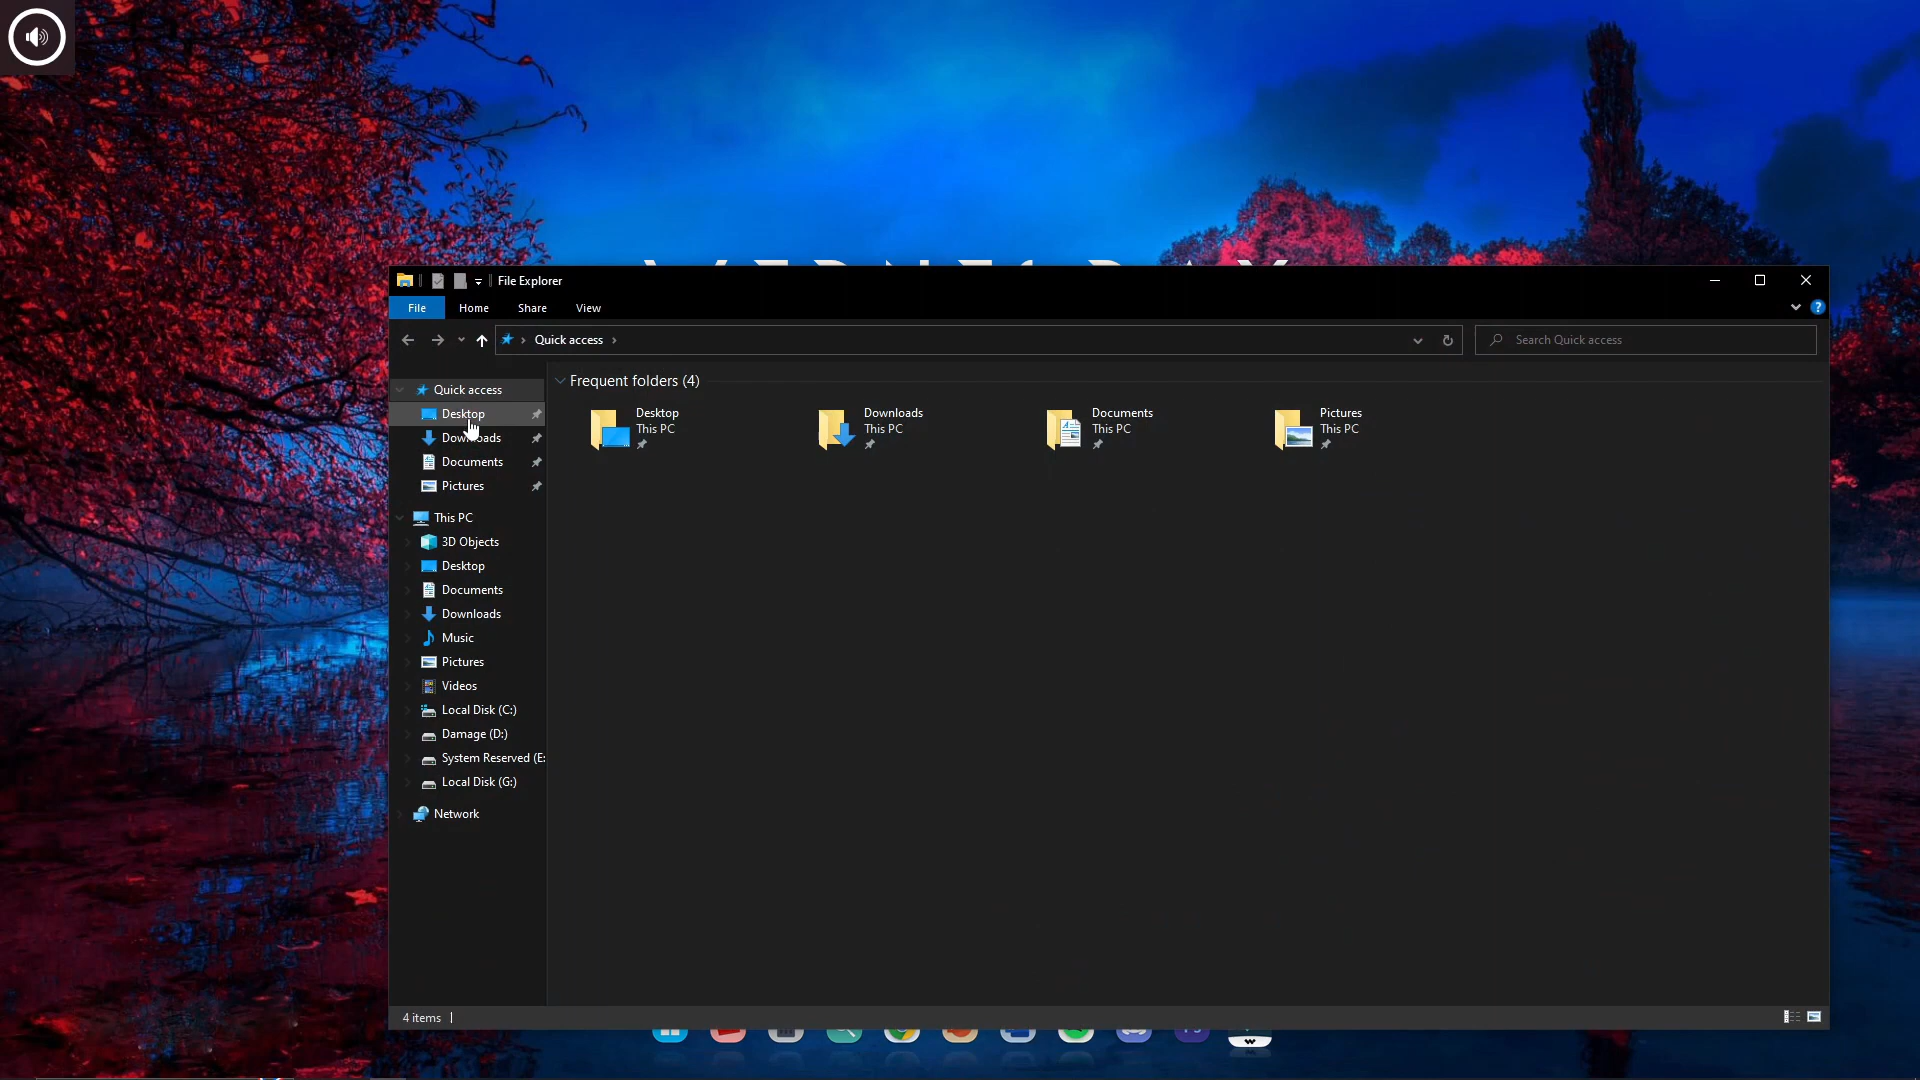 File Explorer
File Home Share View
Quick access
Search Quick access
Quick access
Desktop
Downloads
Documents
Pictures
This PC
3D Objects
Desktop
Documents
Downloads
Music
Pictures
Videos
Local Disk (C:)
Damage (D:)
System Reserved (E:
Local Disk (G:)
Network
Frequent folders (4)
Desktop
This PC
Downloads
This PC
Documents
This PC
Pictures
This PC
4 items